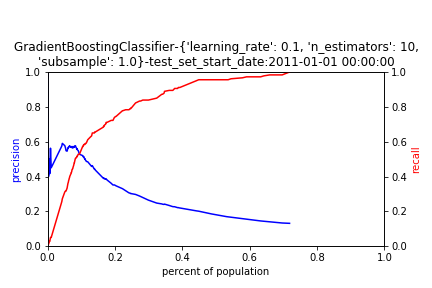 GradientBoostingClassifier-{'learning_rate': 0.1, 'n_estimators': 10,
'subsample': 1.0}-test_set_start_date:2011-01-01 00:00:00
1.0
0.8
0.6
0.4
0.2
0.0
precision
1.0
0.8
0.6
0.4
0.2
0.0
recall
0.0 0.2 0.4 0.6 0.8 1.0
percent of population